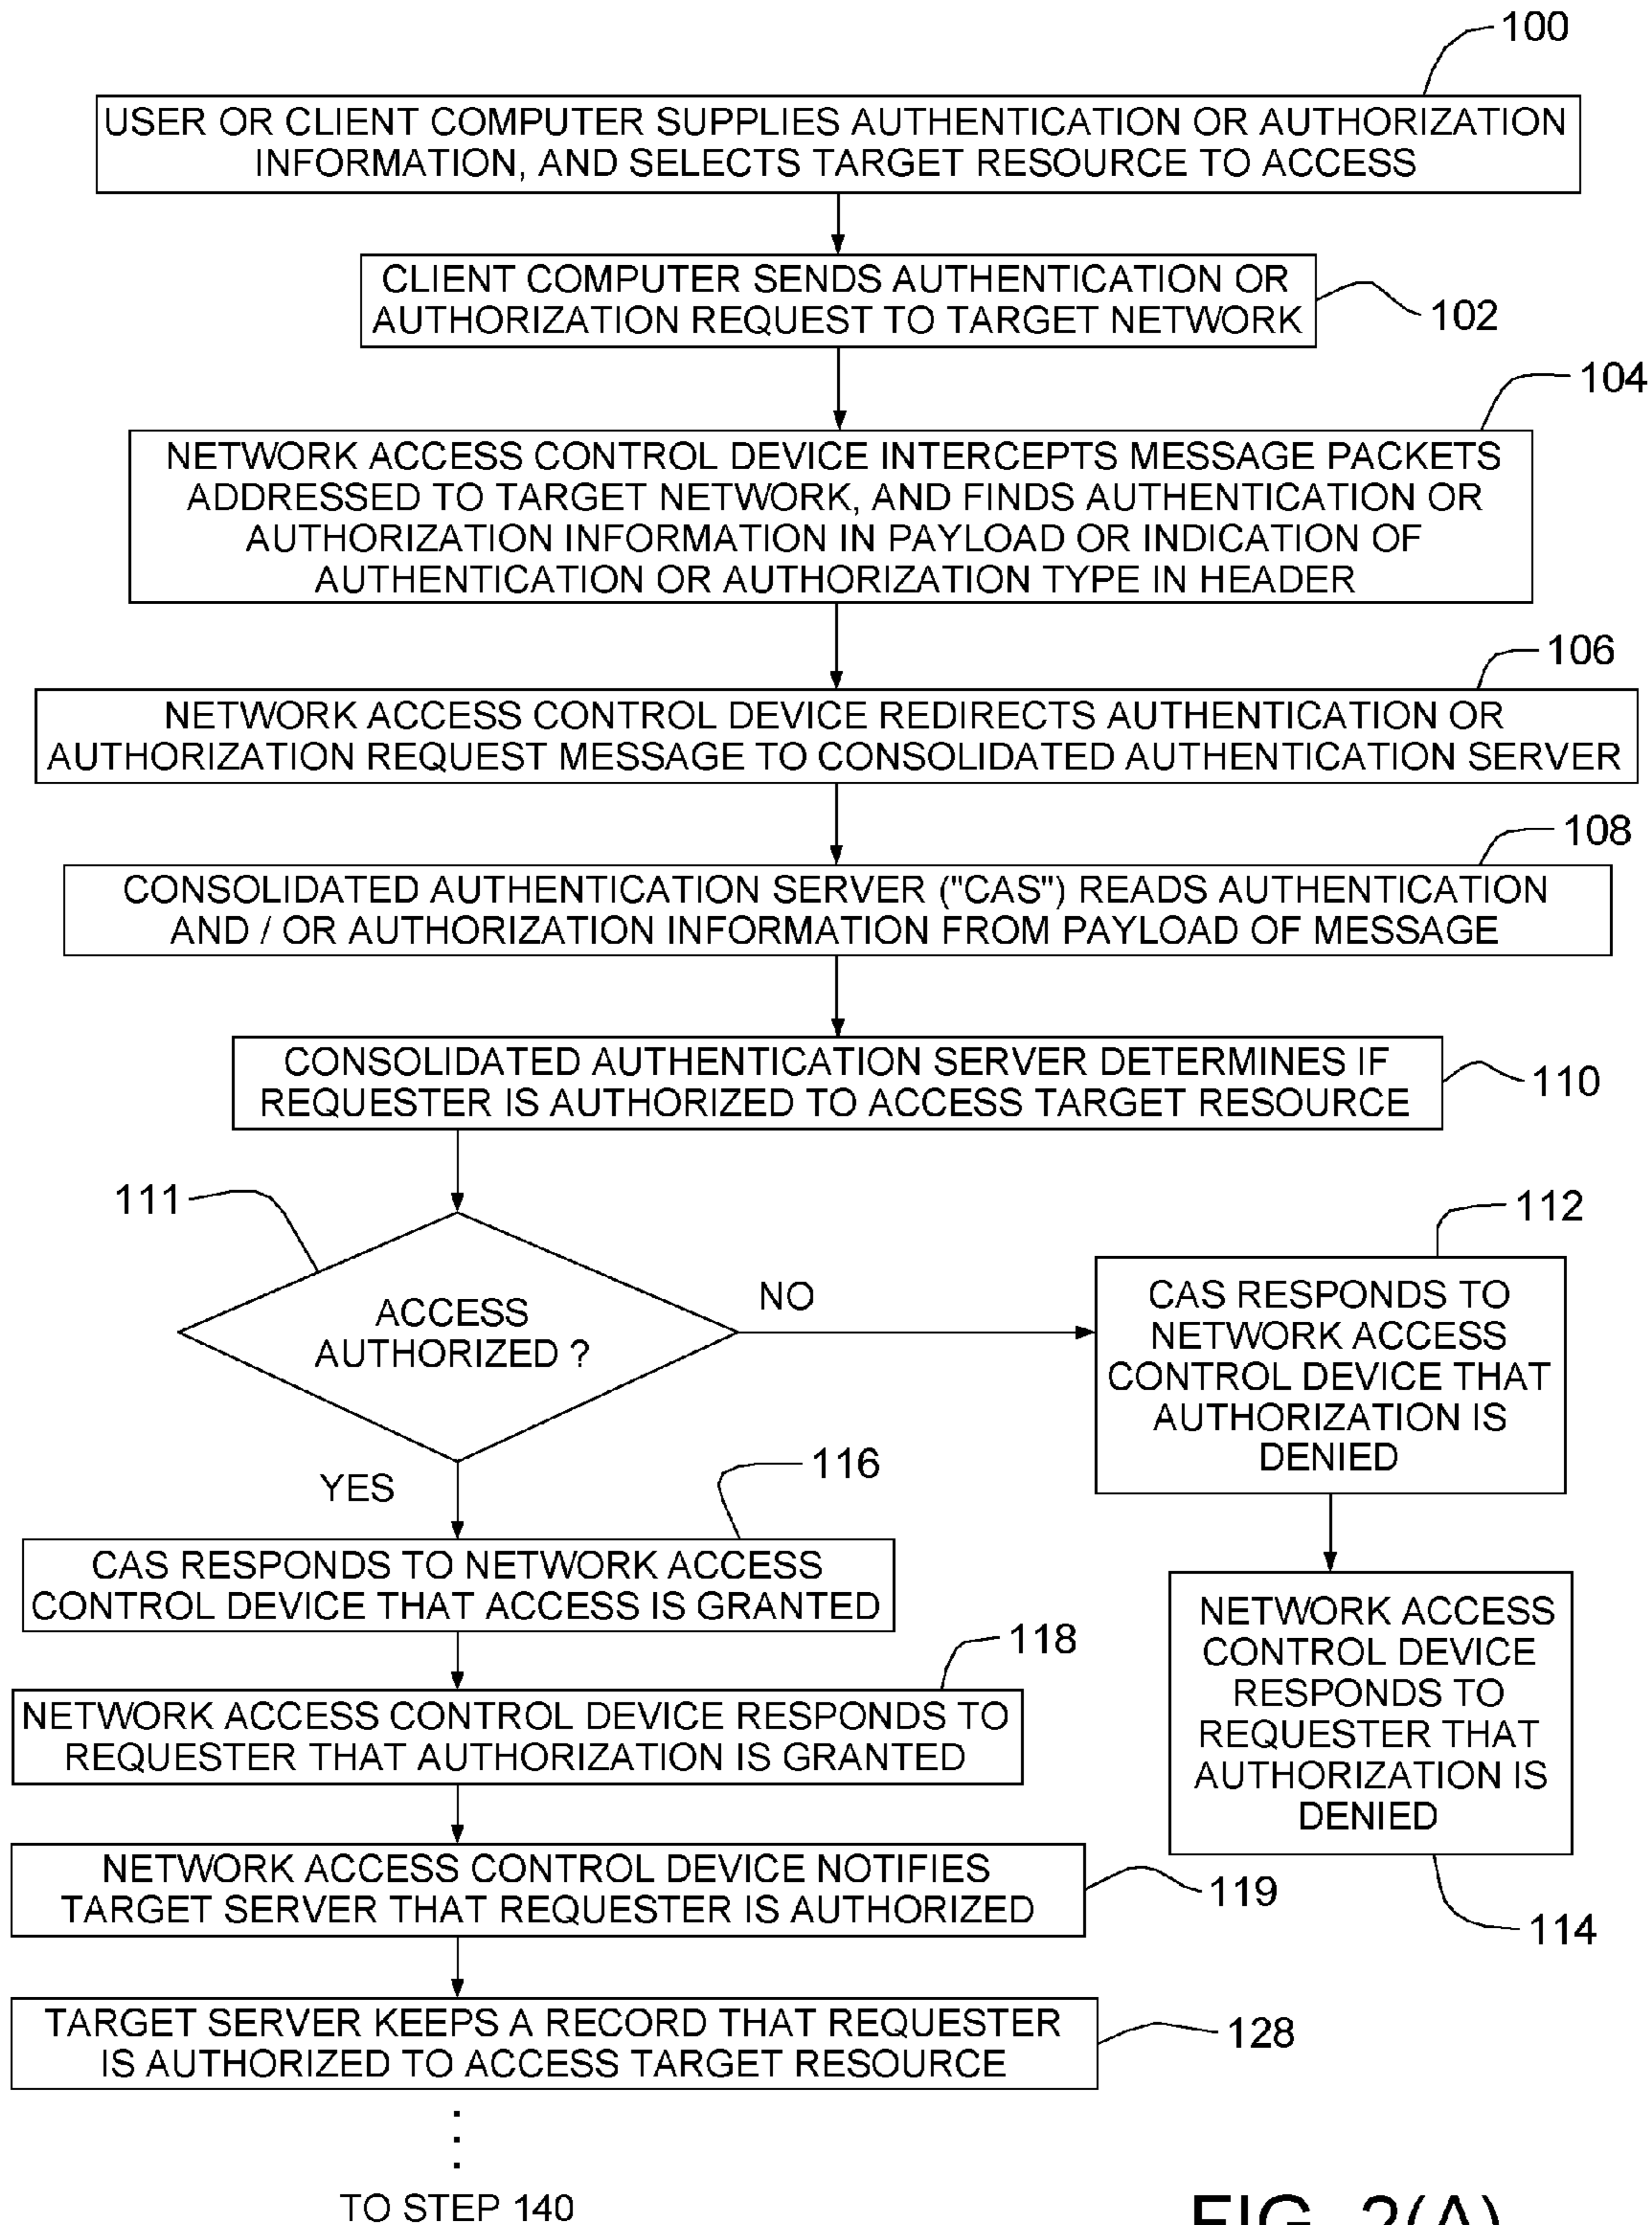 100
USER OR CLIENT COMPUTER SUPPLIES AUTHENTICATION OR AUTHORIZATION
INFORMATION, AND SELECTS TARGET RESOURCE TO ACCESS
CLIENT COMPUTER SENDS AUTHENTICATION OR
AUTHORIZATION REQUEST TO TARGET NETWORK
102
104
NETWORK ACCESS CONTROL DEVICE INTERCEPTS MESSAGE PACKETS
ADDRESSED TO TARGET NETWORK, AND FINDS AUTHENTICATION OR
AUTHORIZATION INFORMATION IN PAYLOAD OR INDICATION OF
AUTHENTICATION OR AUTHORIZATION TYPE IN HEADER
106
NETWORK ACCESS CONTROL DEVICE REDIRECTS AUTHENTICATION OR
AUTHORIZATION REQUEST MESSAGE TO CONSOLIDATED AUTHENTICATION SERVER
108
CONSOLIDATED AUTHENTICATION SERVER ("CAS") READS AUTHENTICATION
AND / OR AUTHORIZATION INFORMATION FROM PAYLOAD OF MESSAGE
CONSOLIDATED AUTHENTICATION SERVER DETERMINES IF
REQUESTER IS AUTHORIZED TO ACCESS TARGET RESOURCE
110
111
ACCESS
AUTHORIZED ?
NO
112
CAS RESPONDS TO
NETWORK ACCESS
CONTROL DEVICE THAT
AUTHORIZATION IS
DENIED
YES
116
CAS RESPONDS TO NETWORK ACCESS
CONTROL DEVICE THAT ACCESS IS GRANTED
NETWORK ACCESS
CONTROL DEVICE
RESPONDS TO
REQUESTER THAT
AUTHORIZATION IS
DENIED
114
118
NETWORK ACCESS CONTROL DEVICE RESPONDS TO
REQUESTER THAT AUTHORIZATION IS GRANTED
NETWORK ACCESS CONTROL DEVICE NOTIFIES
TARGET SERVER THAT REQUESTER IS AUTHORIZED
119
TARGET SERVER KEEPS A RECORD THAT REQUESTER
IS AUTHORIZED TO ACCESS TARGET RESOURCE
128
TO STEP 140
FIG. 2(A)